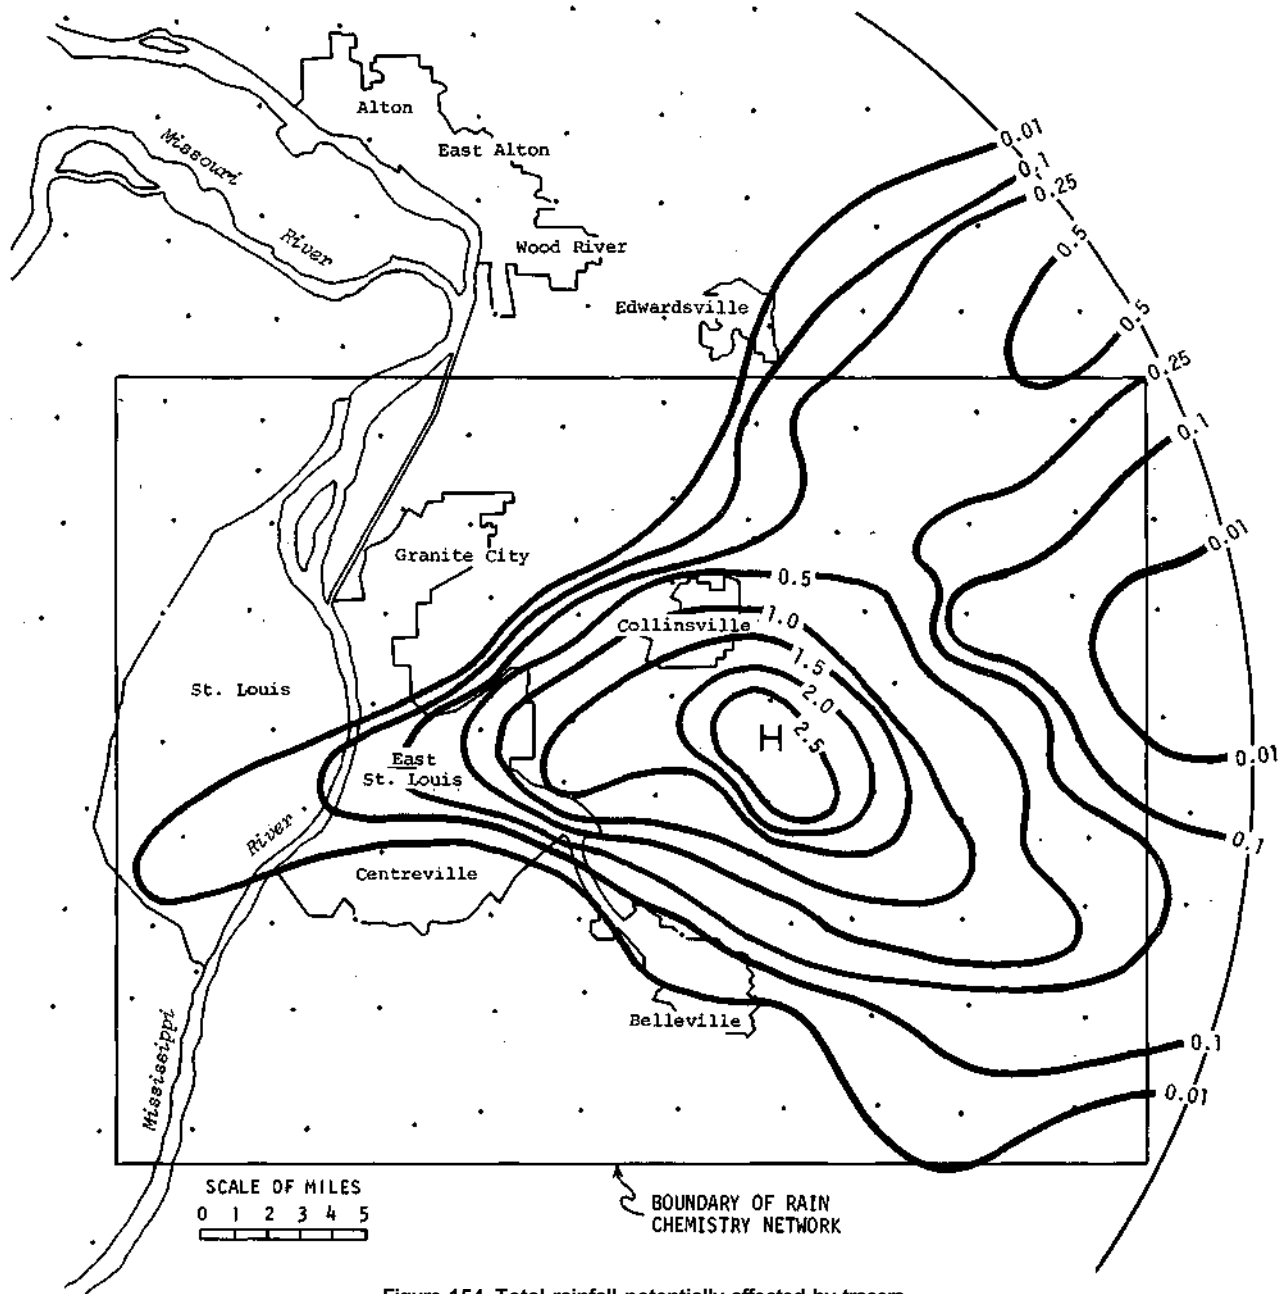 Alton
0.01
Missouri
East Alton
0.1
0.25
River
Wood River
0.5
Edwardsville
0.5
0.25
0.1
0.01
Granite City
0.5
1.0
Collinsville
1.5
St. Louis
2.0
2.5
H
0.01
East
St. Louis
River
0.1
Centreville
Belleville
0.1
Mississippi
0.01
SCALE OF MILES
0 1 2 3 4 5
BOUNDARY OF RAIN
CHEMISTRY NETWORK
Figure 154. Total rainfall potentially affected by tracers